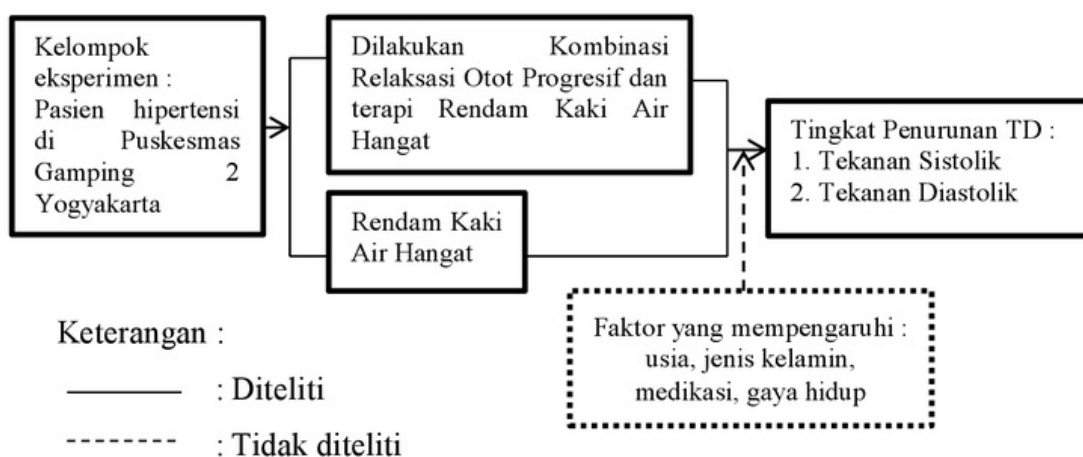 Kelompok
eksperimen :
Pasien hipertensi
di Puskesmas
Gamping 2
Yogyakarta
Dilakukan Kombinasi
Relaksasi Otot Progresif dan
terapi Rendam Kaki Air
Hangat
Rendam Kaki
Air Hangat
Tingkat Penurunan TD :
1. Tekanan Sistolik
2. Tekanan Diastolik
Faktor yang mempengaruhi :
usia, jenis kelamin,
medikasi, gaya hidup
Keterangan :
: Diteliti
: Tidak diteliti